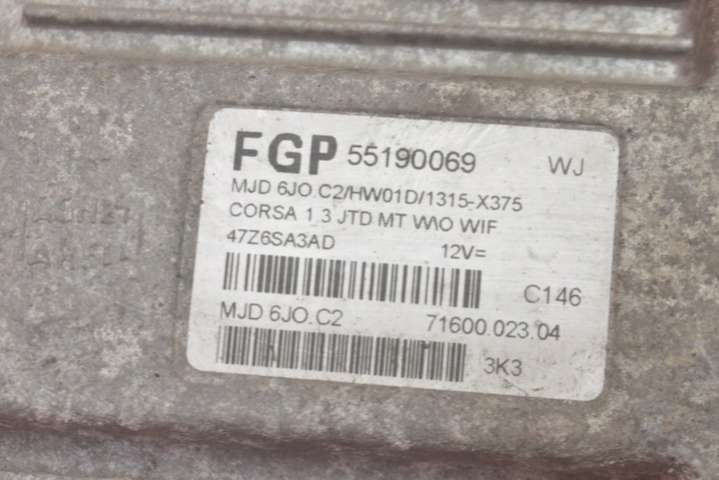 FGP 55190069 WJ
MJD 6JO.C2/HW01D/1315-X375
CORSA 1.3 JTD MT W\O WIF
47Z6SA3AD 12V=
C146
MJD 6JO.C2 71600.023.04
3K3